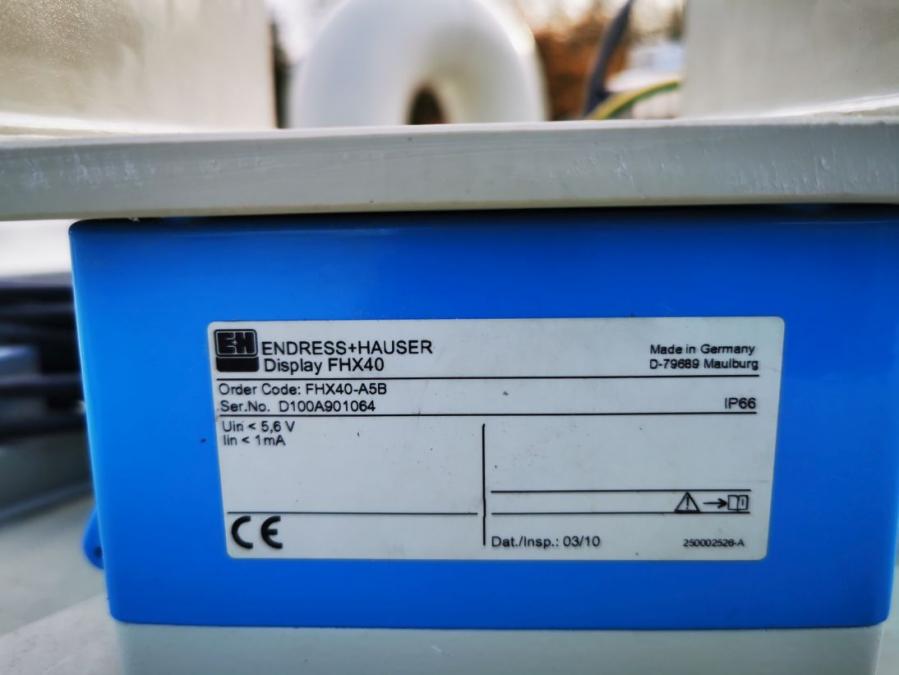 EH ENDRESS+HAUSER
Display FHX40
Made in Germany
D-79689 Maulburg
Order Code: FHX40-A5B
Ser.No. D100A901064
IP66
Uin < 5,6 V
Iin < 1mA
CE
Dat./Insp.: 03/10
250002528-A